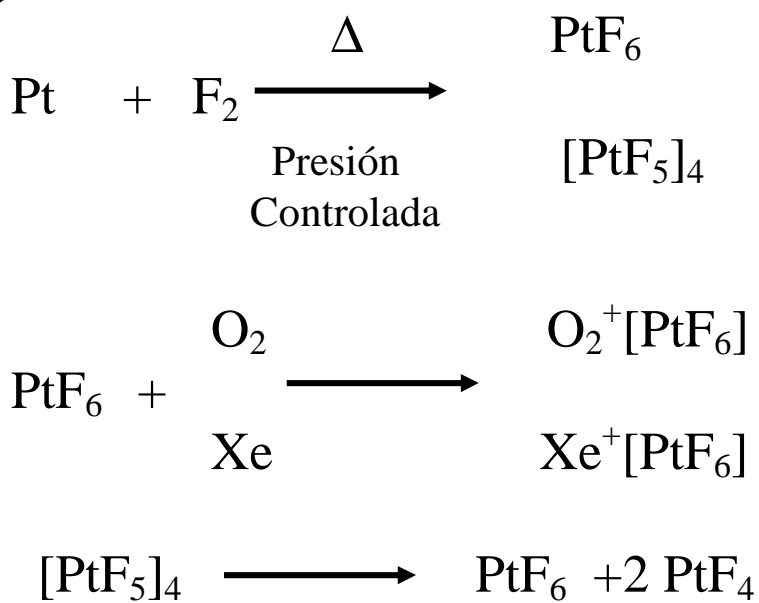 Δ PtF₆
Pt + F₂
Presión [PtF₅]₄
Controlada
O₂ O₂⁺[PtF₆]
PtF₆ +
Xe Xe⁺[PtF₆]
[PtF₅]₄ PtF₆ +2 PtF₄